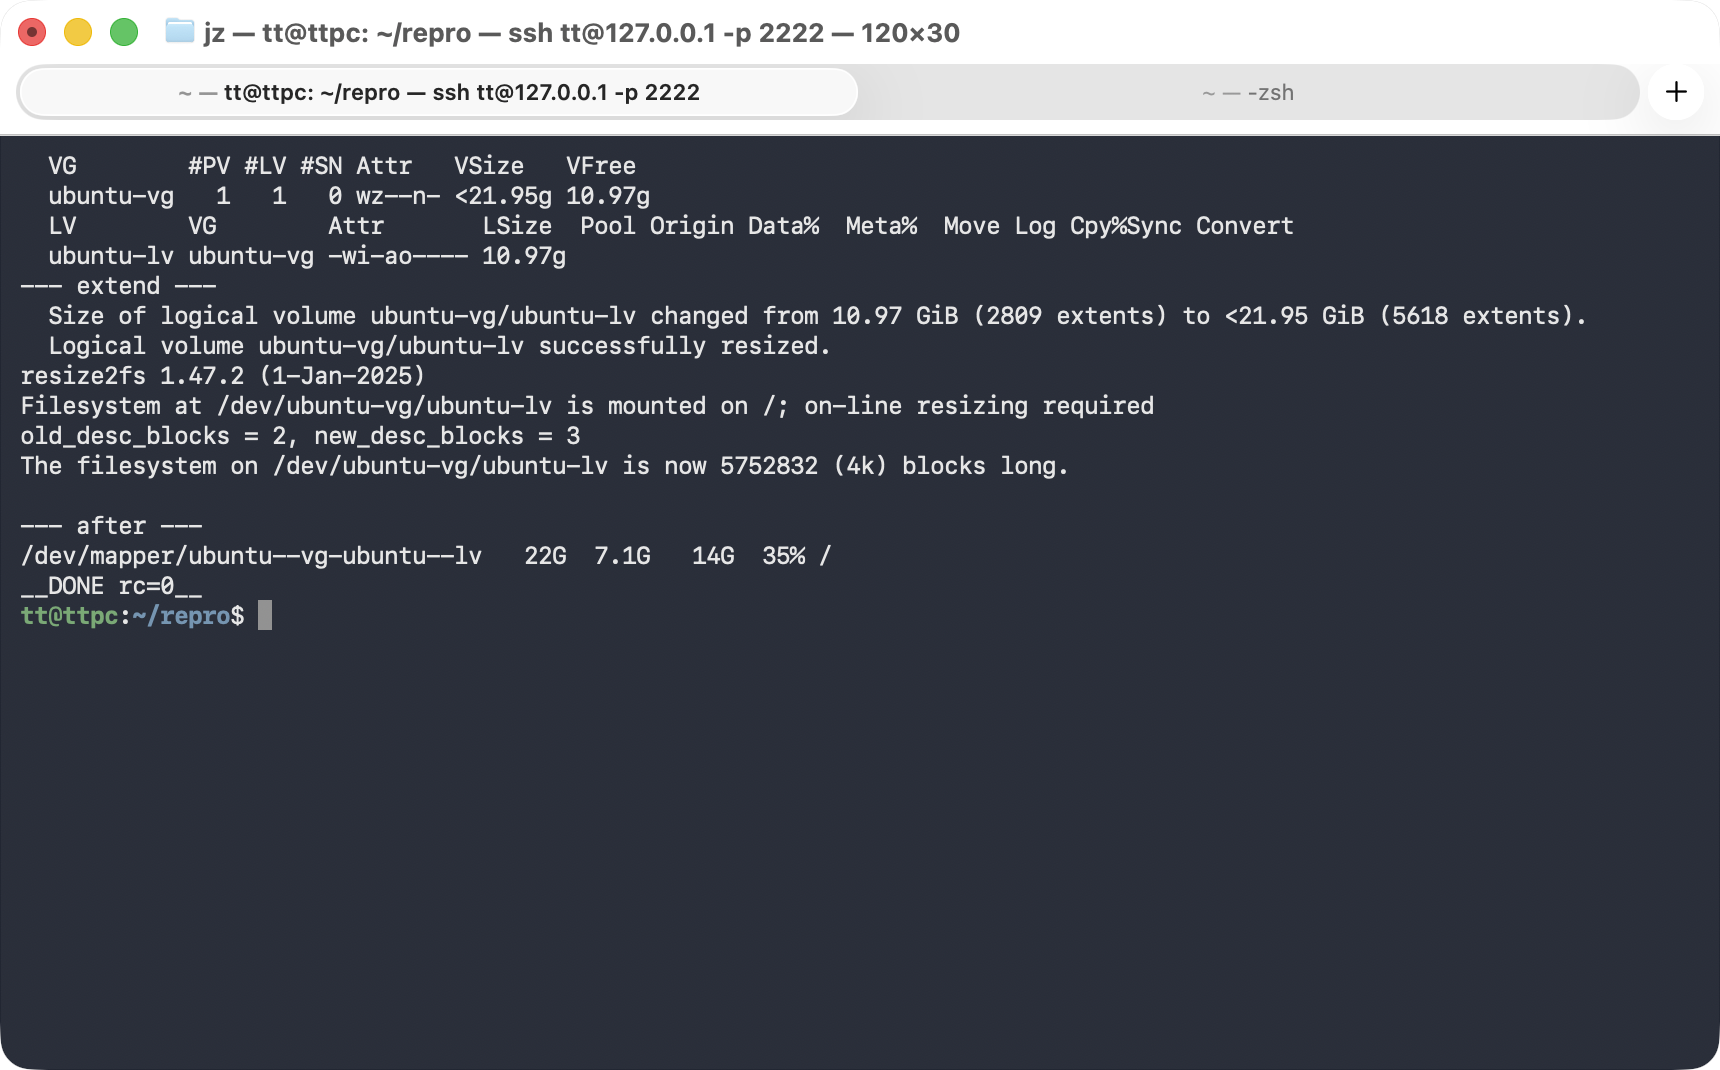 jz — tt@ttpc: ~/repro — ssh tt@127.0.0.1 -p 2222 — 120×30
~ — tt@ttpc: ~/repro — ssh tt@127.0.0.1 -p 2222
~ — -zsh
+
  VG        #PV #LV #SN Attr   VSize   VFree
  ubuntu-vg   1   1   0 wz--n- <21.95g 10.97g
  LV        VG        Attr       LSize  Pool Origin Data%  Meta%  Move Log Cpy%Sync Convert
  ubuntu-lv ubuntu-vg -wi-ao---- 10.97g
--- extend ---
  Size of logical volume ubuntu-vg/ubuntu-lv changed from 10.97 GiB (2809 extents) to <21.95 GiB (5618 extents).
  Logical volume ubuntu-vg/ubuntu-lv successfully resized.
resize2fs 1.47.2 (1-Jan-2025)
Filesystem at /dev/ubuntu-vg/ubuntu-lv is mounted on /; on-line resizing required
old_desc_blocks = 2, new_desc_blocks = 3
The filesystem on /dev/ubuntu-vg/ubuntu-lv is now 5752832 (4k) blocks long.

--- after ---
/dev/mapper/ubuntu--vg-ubuntu--lv   22G  7.1G   14G  35% /
__DONE rc=0__
tt@ttpc:~/repro$